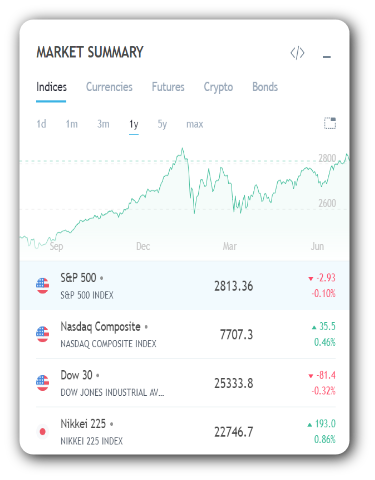 MARKET SUMMARY </> _
Indices Currencies Futures Crypto Bonds
1d 1m 3m 1y 5y max
2800
2600
Sep Dec Mar Jun
S&P 500 • 2813.36 ▼ -2.93
S&P 500 INDEX -0.10%
Nasdaq Composite • 7707.3 ▲ 35.5
NASDAQ COMPOSITE INDEX 0.46%
Dow 30 • 25333.8 ▼ -81.4
DOW JONES INDUSTRIAL AV... -0.32%
Nikkei 225 • 22746.7 ▲ 193.0
NIKKEI 225 INDEX 0.86%